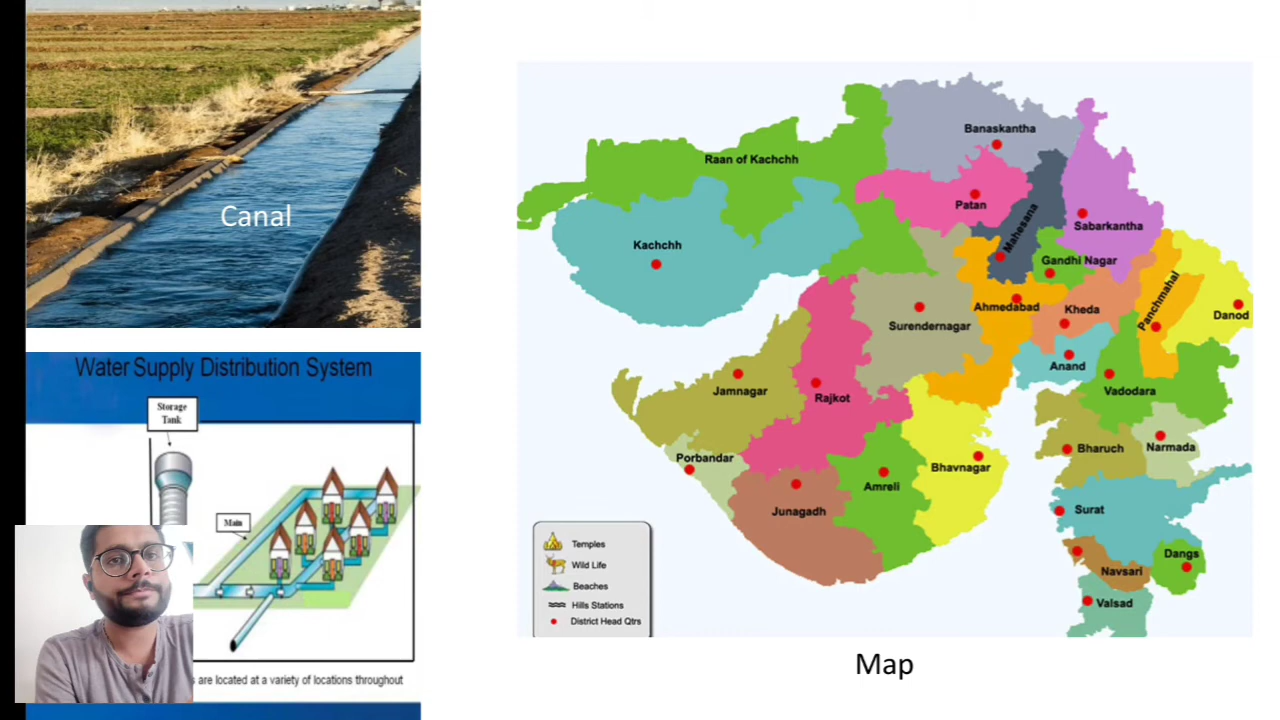 Canal
Water Supply Distribution System
Storage
Tank
Main
are located at a variety of locations throughout
Banaskantha
Raan of Kachchh
Patan
Mahesana
Sabarkantha
Kachchh
Gandhi Nagar
Ahmedabad
Kheda
Panchmahal
Danod
Surendernagar
Anand
Jamnagar
Rajkot
Vadodara
Porbandar
Bhavnagar
Bharuch
Narmada
Amreli
Junagadh
Surat
Dangs
Navsari
Valsad
Temples
Wild Life
Beaches
Hills Stations
District Head Qtrs
Map